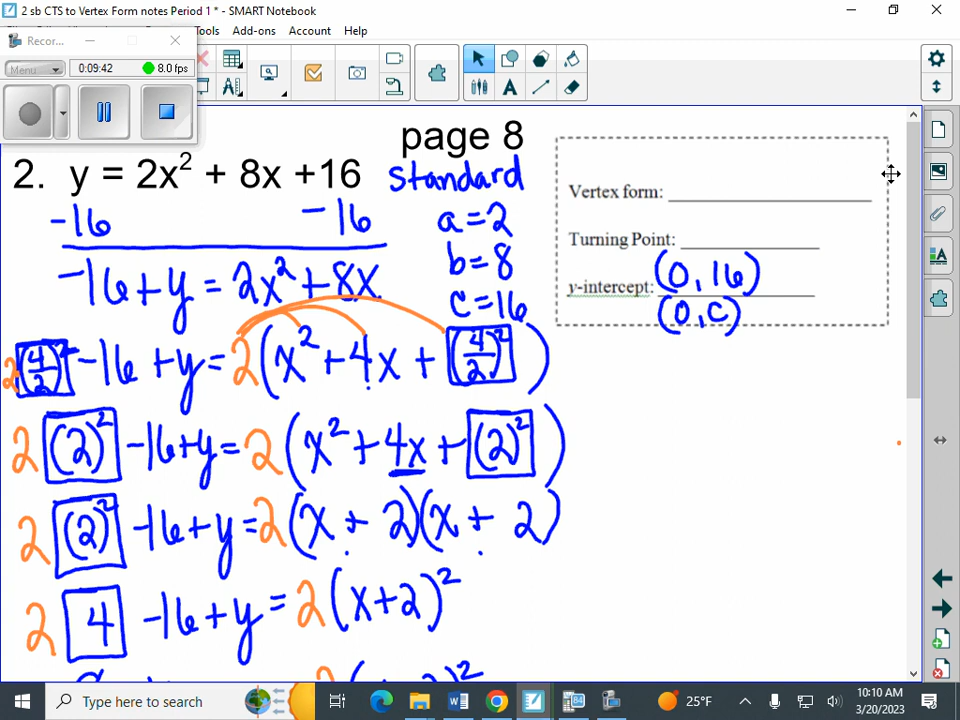 2 sb CTS to Vertex Form notes Period 1 * - SMART Notebook
Recor...
Tools Add-ons Account Help
Menu
0:09:42
8.0 fps
page 8
2. y = 2x² + 8x +16
standard
-16 -16
a = 2
-16 + y = 2x² + 8x
b = 8
c = 16
2 (4/2)² -16 + y = 2 (x² + 4x + (4/2)²)
2 (2)² -16 + y = 2 (x² + 4x + (2)²)
2 (2)² -16 + y = 2 (x + 2)(x + 2)
2 4 -16 + y = 2 (x + 2)²
Vertex form:
Turning Point:
(0, 16)
y-intercept:
(0, c)
Type here to search
25°F
10:10 AM
3/20/2023